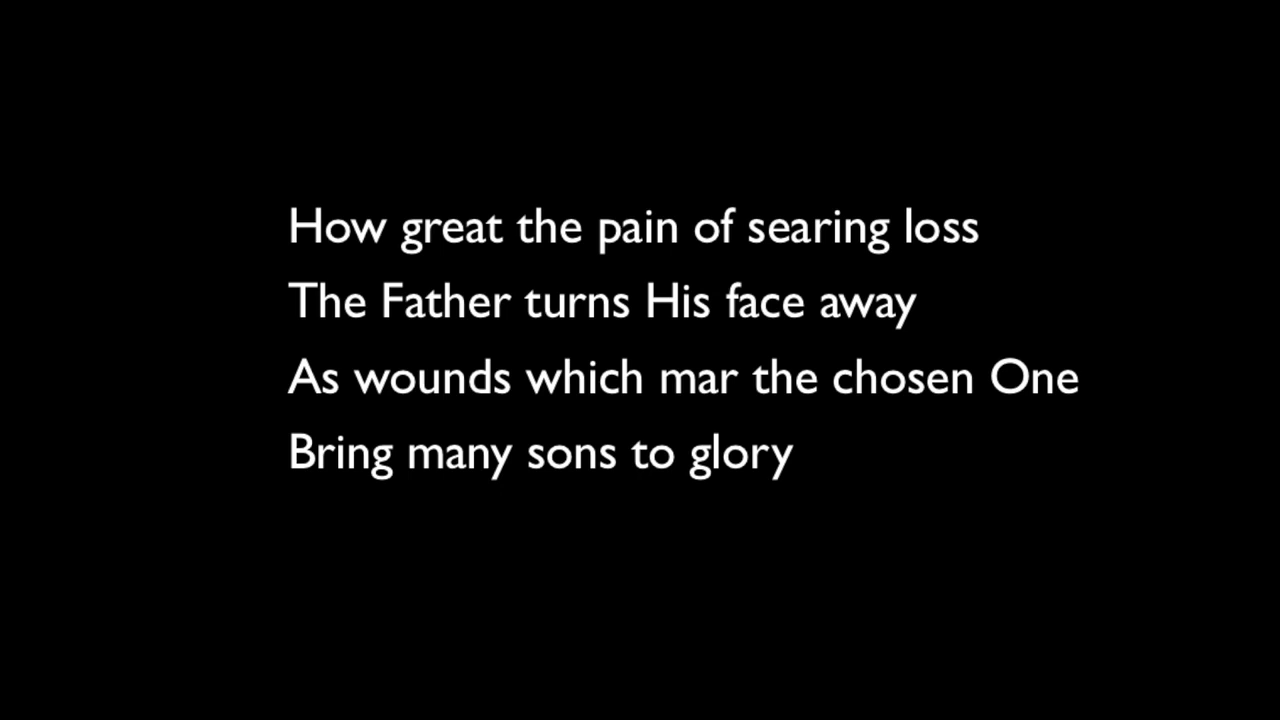 How great the pain of searing loss
The Father turns His face away
As wounds which mar the chosen One
Bring many sons to glory